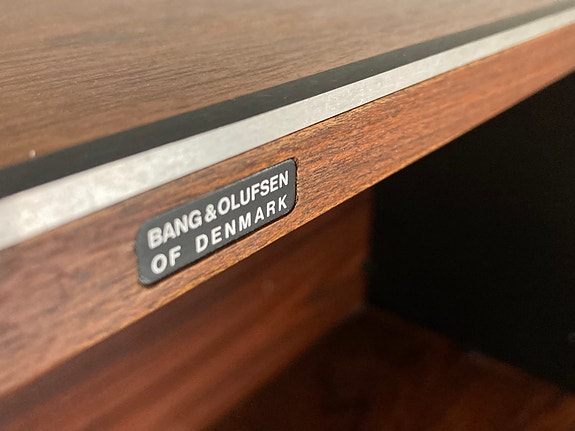 BANG & OLUFSEN
OF DENMARK